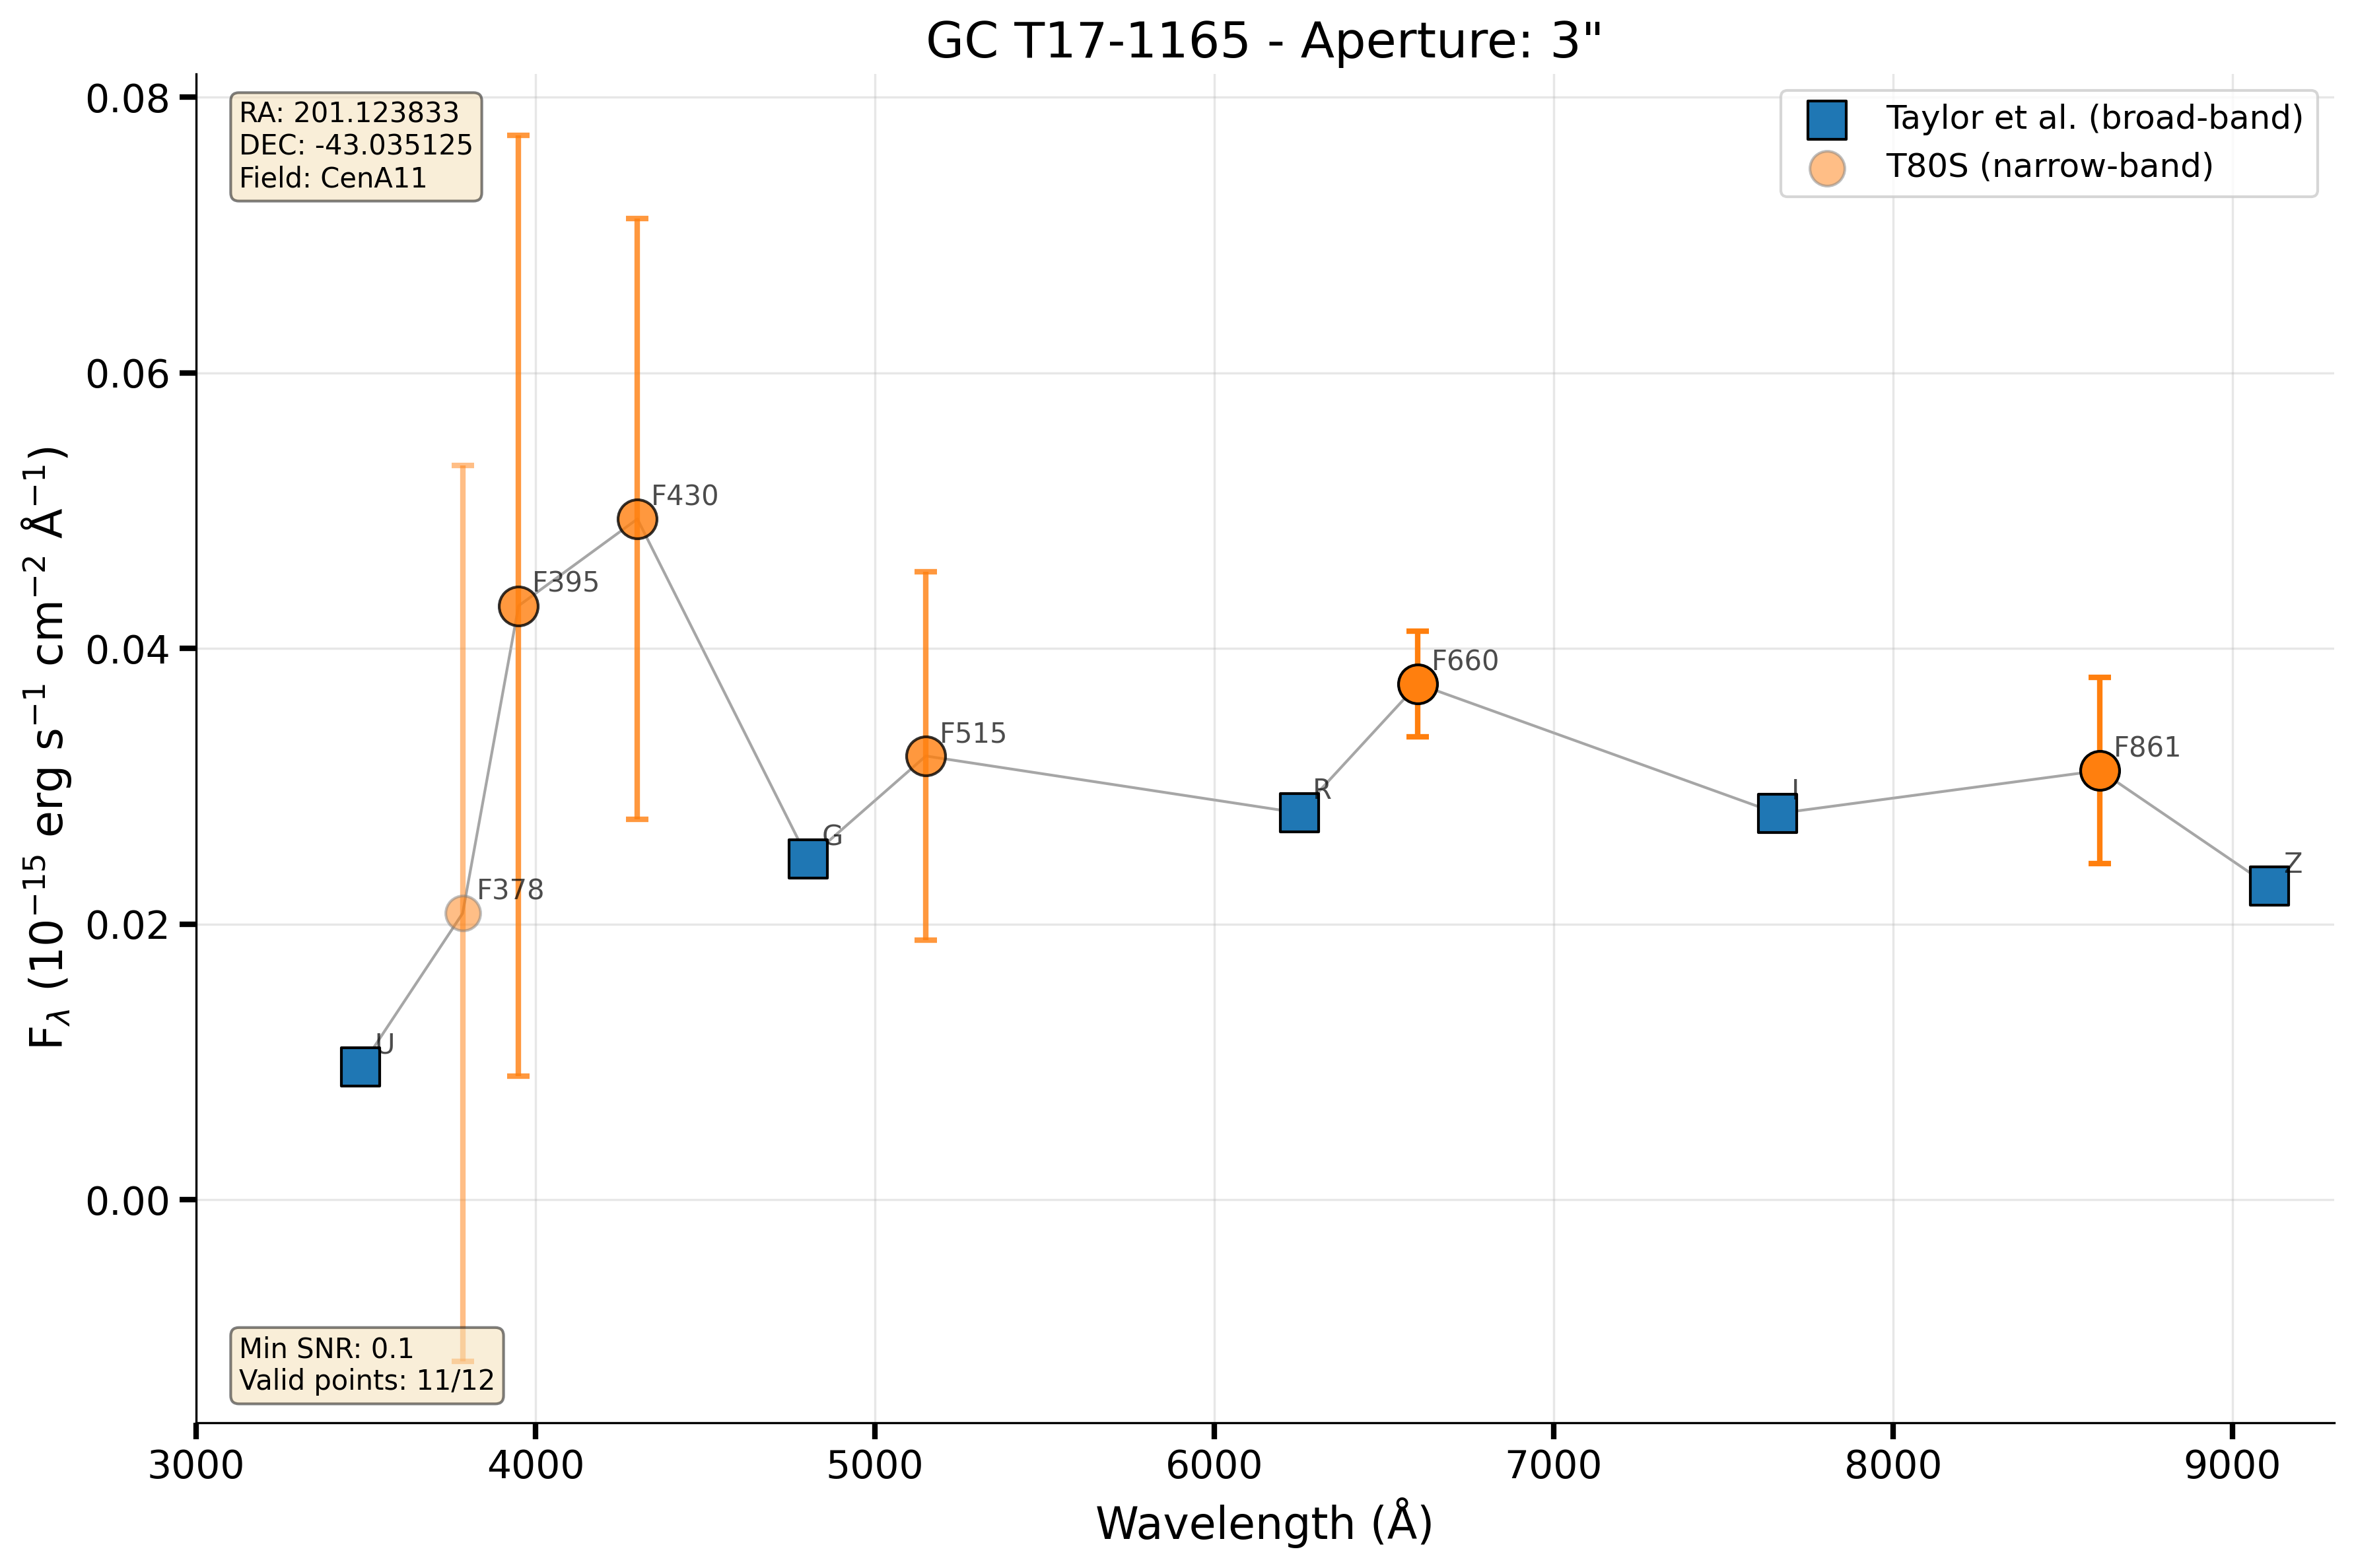 GC T17-1165 - Aperture: 3"
RA: 201.123833
DEC: -43.035125
Field: CenA11
Taylor et al. (broad-band)
T80S (narrow-band)
0.08
0.06
0.04
0.02
0.00
F$_λ$ (10⁻¹⁵ erg s⁻¹ cm⁻² Å⁻¹)
U
F378
F395
F430
G
F515
R
F660
I
F861
Z
Min SNR: 0.1
Valid points: 11/12
3000 4000 5000 6000 7000 8000 9000
Wavelength (Å)